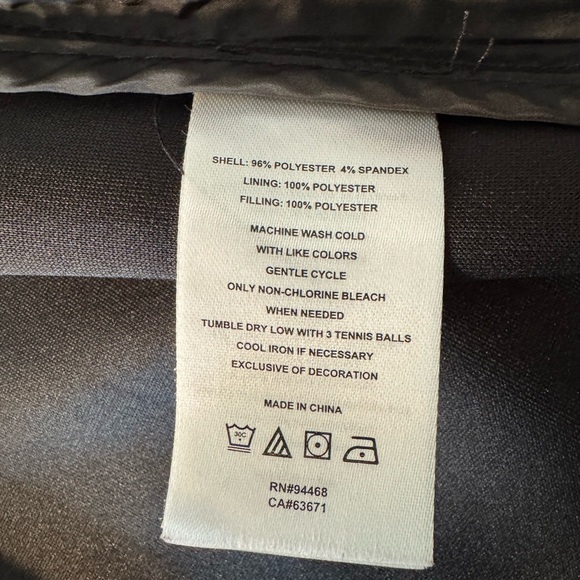 SHELL: 96% POLYESTER 4% SPANDEX
LINING: 100% POLYESTER
FILLING: 100% POLYESTER
MACHINE WASH COLD
WITH LIKE COLORS
GENTLE CYCLE
ONLY NON-CHLORINE BLEACH
WHEN NEEDED
TUMBLE DRY LOW WITH 3 TENNIS BALLS
COOL IRON IF NECESSARY
EXCLUSIVE OF DECORATION
MADE IN CHINA
30C
RN#94468
CA#63671